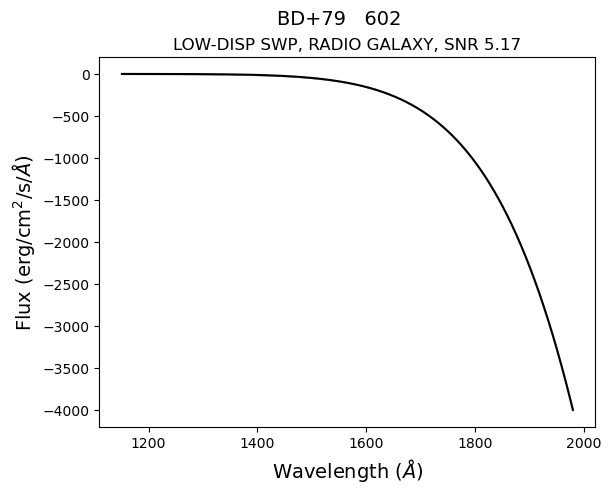 BD+79   602
LOW-DISP SWP, RADIO GALAXY, SNR 5.17
0
−500
−1000
−1500
−2000
−2500
−3000
−3500
−4000
Flux (erg/cm²/s/Å)
1200 1400 1600 1800 2000
Wavelength (Å)